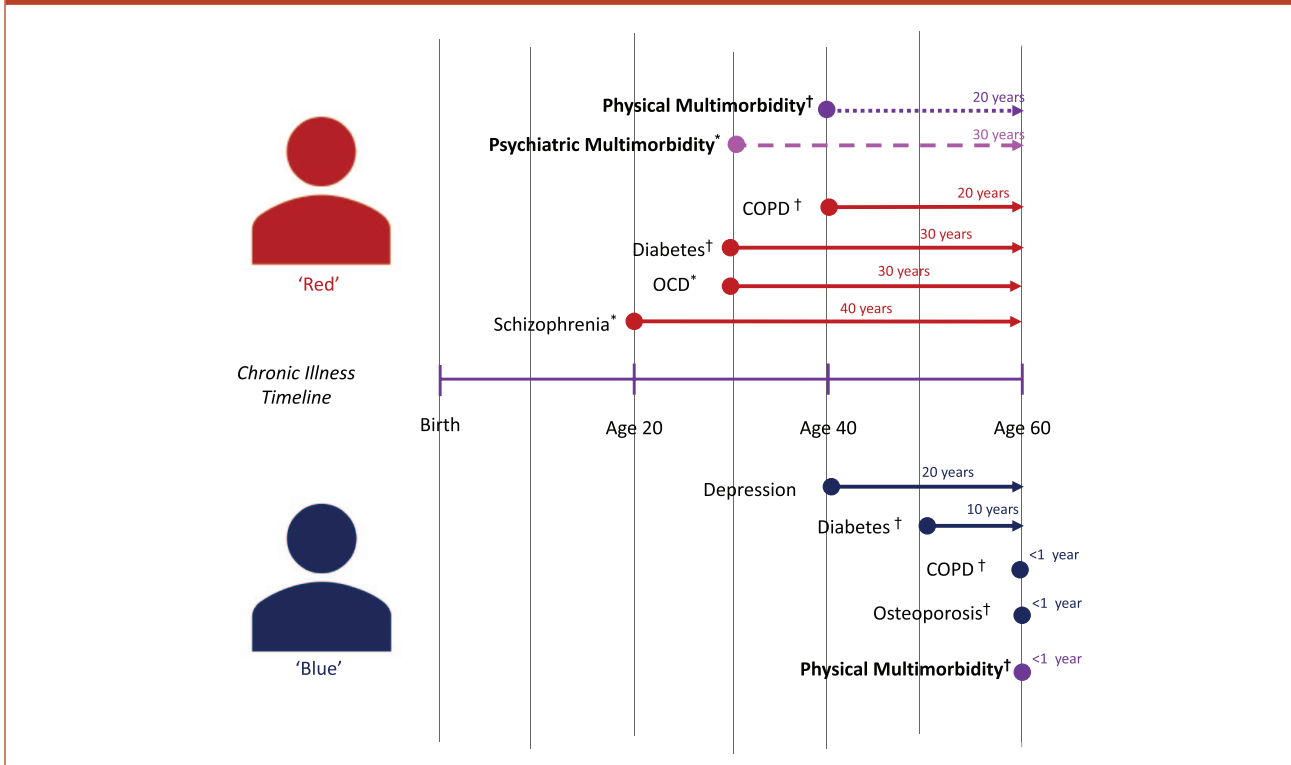 Physical Multimorbidity†
20 years
Psychiatric Multimorbidity*
30 years
COPD †
20 years
Diabetes†
30 years
OCD*
30 years
Schizophrenia*
40 years
‘Red’
Chronic Illness
Timeline
Birth
Age 20
Age 40
Age 60
Depression
20 years
Diabetes †
10 years
COPD †
<1 year
Osteoporosis†
<1 year
Physical Multimorbidity†
<1 year
‘Blue’